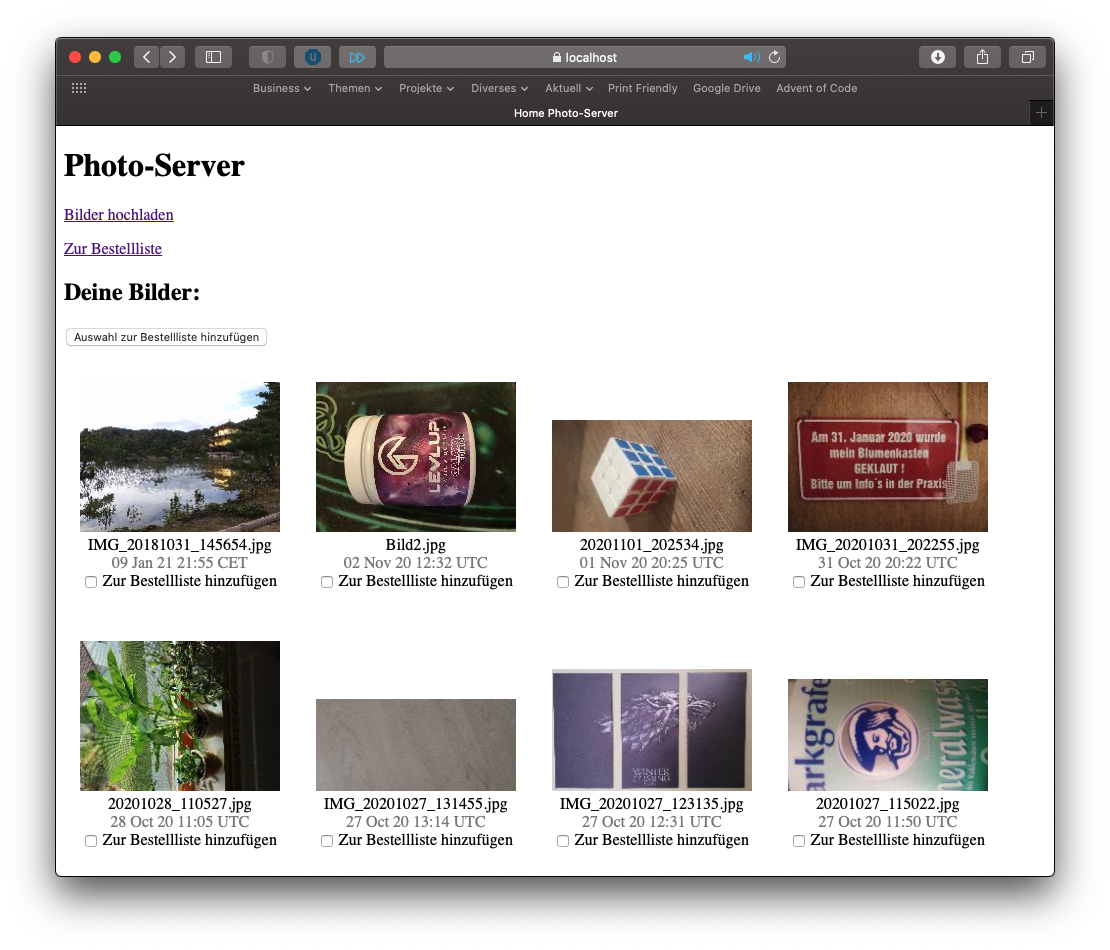 localhost
Business Themen Projekte Diverses Aktuell Print Friendly Google Drive Advent of Code
Home Photo-Server
Photo-Server
Bilder hochladen
Zur Bestellliste
Deine Bilder:
Auswahl zur Bestellliste hinzufügen
LEVLUP
Am 31. Januar 2020 wurde
mein Blumenkasten
GEKLAUT !
Bitte um Info´s in der Praxis
IMG_20181031_145654.jpg Bild2.jpg 20201101_202534.jpg IMG_20201031_202255.jpg
09 Jan 21 21:55 CET 02 Nov 20 12:32 UTC 01 Nov 20 20:25 UTC 31 Oct 20 20:22 UTC
Zur Bestellliste hinzufügen Zur Bestellliste hinzufügen Zur Bestellliste hinzufügen Zur Bestellliste hinzufügen
WINTER
arkgrafe
neralwass
20201028_110527.jpg IMG_20201027_131455.jpg IMG_20201027_123135.jpg 20201027_115022.jpg
28 Oct 20 11:05 UTC 27 Oct 20 13:14 UTC 27 Oct 20 12:31 UTC 27 Oct 20 11:50 UTC
Zur Bestellliste hinzufügen Zur Bestellliste hinzufügen Zur Bestellliste hinzufügen Zur Bestellliste hinzufügen